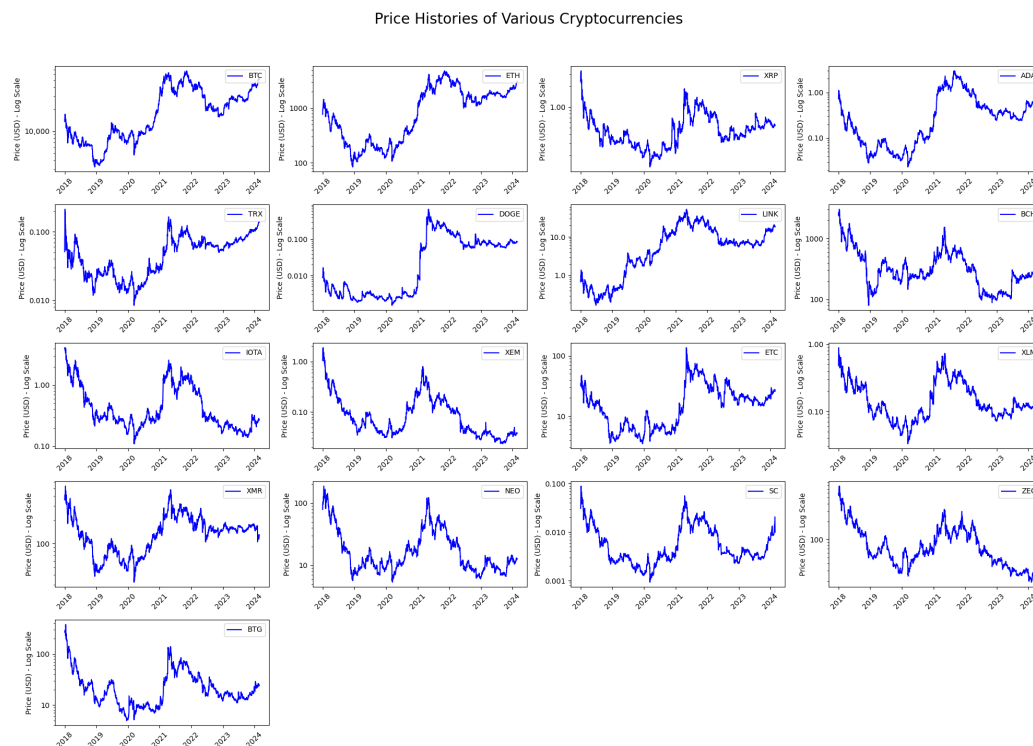 Price Histories of Various Cryptocurrencies
Price (USD) - Log Scale
10,000
BTC
2018 2019 2020 2021 2022 2023 2024
Price (USD) - Log Scale
1000
100
ETH
2018 2019 2020 2021 2022 2023 2024
Price (USD) - Log Scale
1.00
XRP
2018 2019 2020 2021 2022 2023 2024
Price (USD) - Log Scale
1.00
0.10
ADA
2018 2019 2020 2021 2022 2023 2024
Price (USD) - Log Scale
0.100
0.010
TRX
2018 2019 2020 2021 2022 2023 2024
Price (USD) - Log Scale
0.100
0.010
DOGE
2018 2019 2020 2021 2022 2023 2024
Price (USD) - Log Scale
10.0
1.0
LINK
2018 2019 2020 2021 2022 2023 2024
Price (USD) - Log Scale
1000
100
BCH
2018 2019 2020 2021 2022 2023 2024
Price (USD) - Log Scale
1.00
0.10
IOTA
2018 2019 2020 2021 2022 2023 2024
Price (USD) - Log Scale
1.00
0.10
XEM
2018 2019 2020 2021 2022 2023 2024
Price (USD) - Log Scale
100
10
ETC
2018 2019 2020 2021 2022 2023 2024
Price (USD) - Log Scale
1.00
0.10
XLM
2018 2019 2020 2021 2022 2023 2024
Price (USD) - Log Scale
100
XMR
2018 2019 2020 2021 2022 2023 2024
Price (USD) - Log Scale
100
10
NEO
2018 2019 2020 2021 2022 2023 2024
Price (USD) - Log Scale
0.100
0.010
0.001
SC
2018 2019 2020 2021 2022 2023 2024
Price (USD) - Log Scale
100
ZEC
2018 2019 2020 2021 2022 2023 2024
Price (USD) - Log Scale
100
10
BTG
2018 2019 2020 2021 2022 2023 2024